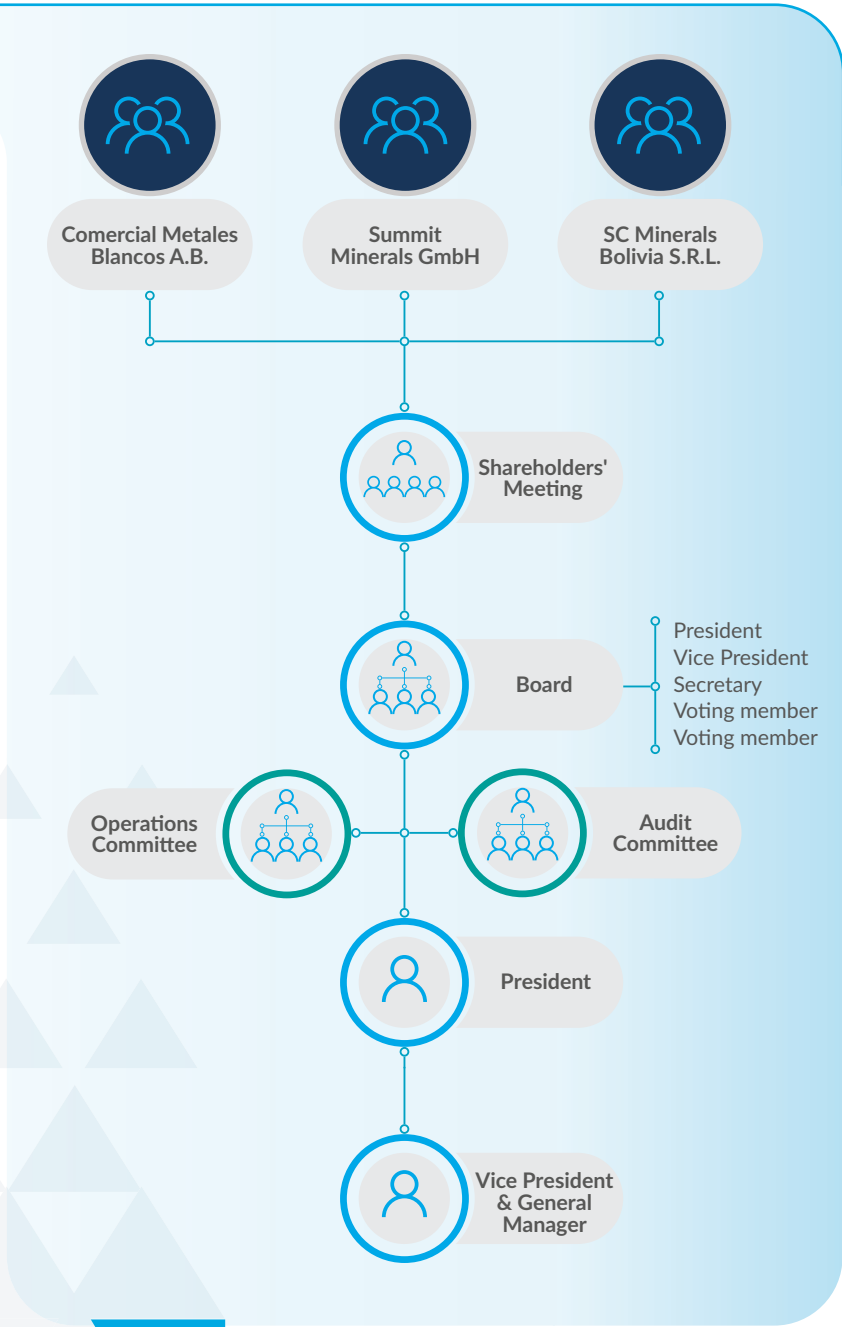 Comercial Metales
Blancos A.B.
Summit
Minerals GmbH
SC Minerals
Bolivia S.R.L.
Shareholders'
Meeting
Board
President
Vice President
Secretary
Voting member
Voting member
Operations
Committee
Audit
Committee
President
Vice President
& General
Manager